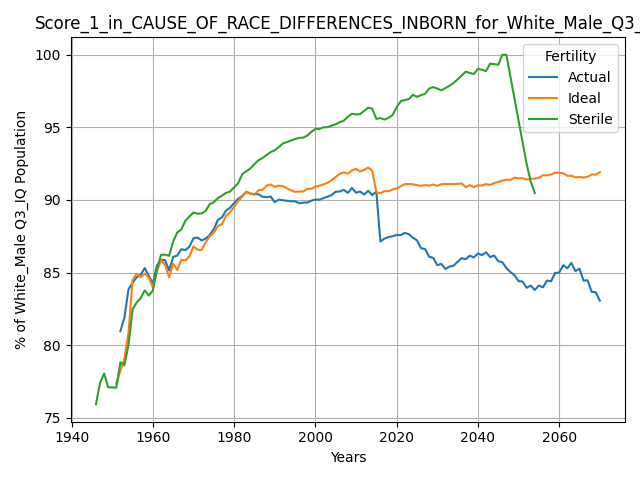 Score_1_in_CAUSE_OF_RACE_DIFFERENCES_INBORN_for_White_Male_Q3_
100
95
90
85
80
75
% of White_Male Q3_IQ Population
Fertility
Actual
Ideal
Sterile
1940
1960
1980
2000
2020
2040
2060
Years